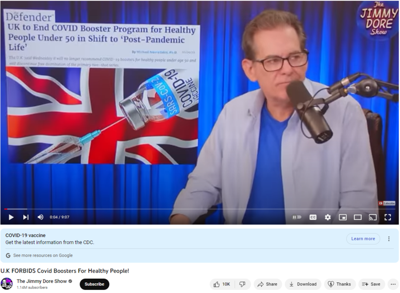 The
Defender
UK to End COVID Booster Program for Healthy
People Under 50 in Shift to 'Post-Pandemic
Life'
COVID-19
VACCINE
The
JIMMY
DORE
Show
0:04 / 9:07
COVID-19 vaccine
Get the latest information from the CDC.
Learn more
See more resources on Google
U.K FORBIDS Covid Boosters For Healthy People!
The Jimmy Dore Show
subscribers
Subscribe
10K
Share
Download
Thanks
Save